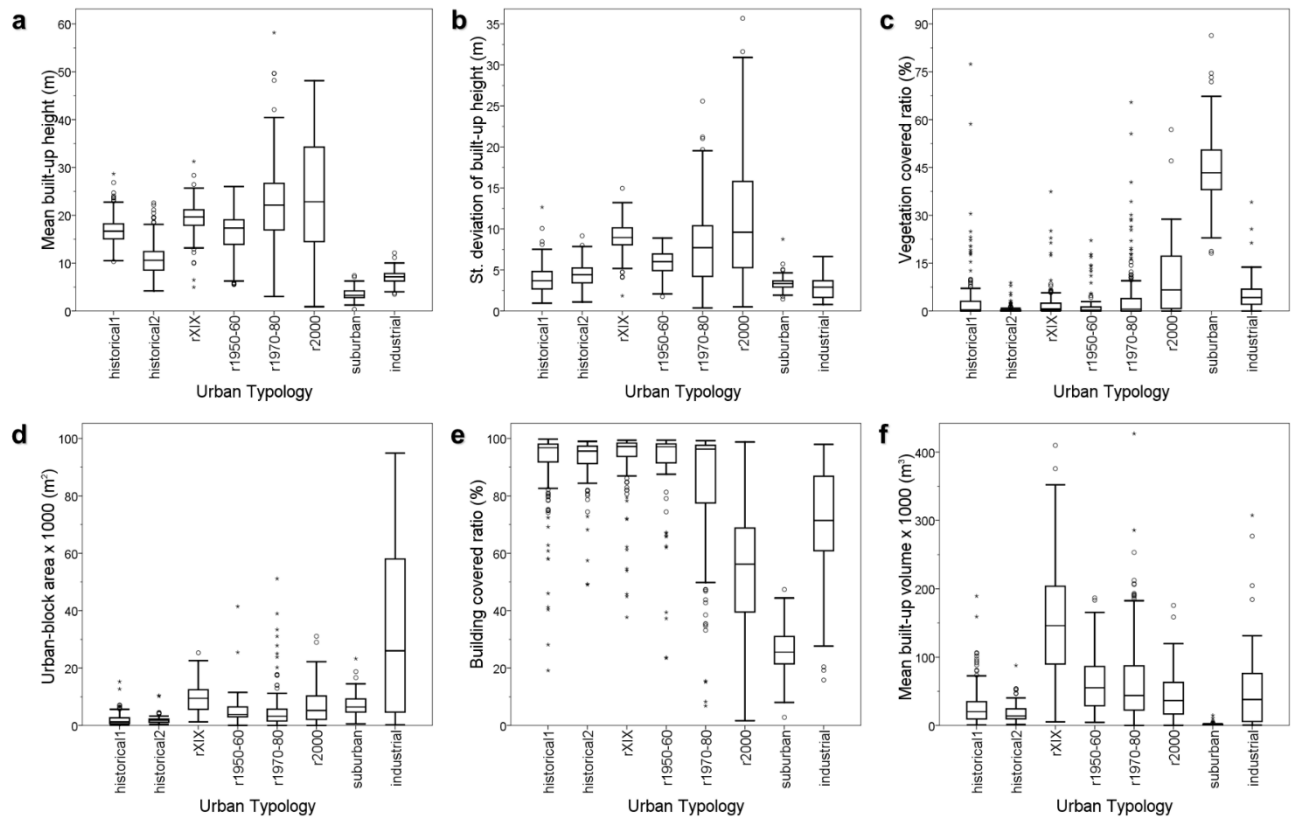 a
Mean built-up height (m)
60
50
40
30
20
10
0
historical1
historical2
rXIX
r1950-60
r1970-80
r2000
suburban
industrial
Urban Typology
b
St. deviation of built-up height (m)
35
30
25
20
15
10
5
0
historical1
historical2
rXIX
r1950-60
r1970-80
r2000
suburban
industrial
Urban Typology
c
Vegetation covered ratio (%)
90
75
60
45
30
15
0
historical1
historical2
rXIX
r1950-60
r1970-80
r2000
suburban
industrial
Urban Typology
d
Urban-block area x 1000 (m²)
100
80
60
40
20
0
historical1
historical2
rXIX
r1950-60
r1970-80
r2000
suburban
industrial
Urban Typology
e
Building covered ratio (%)
100
80
60
40
20
0
historical1
historical2
rXIX
r1950-60
r1970-80
r2000
suburban
industrial
Urban Typology
f
Mean built-up volume x 1000 (m³)
400
300
200
100
0
historical1
historical2
rXIX
r1950-60
r1970-80
r2000
suburban
industrial
Urban Typology